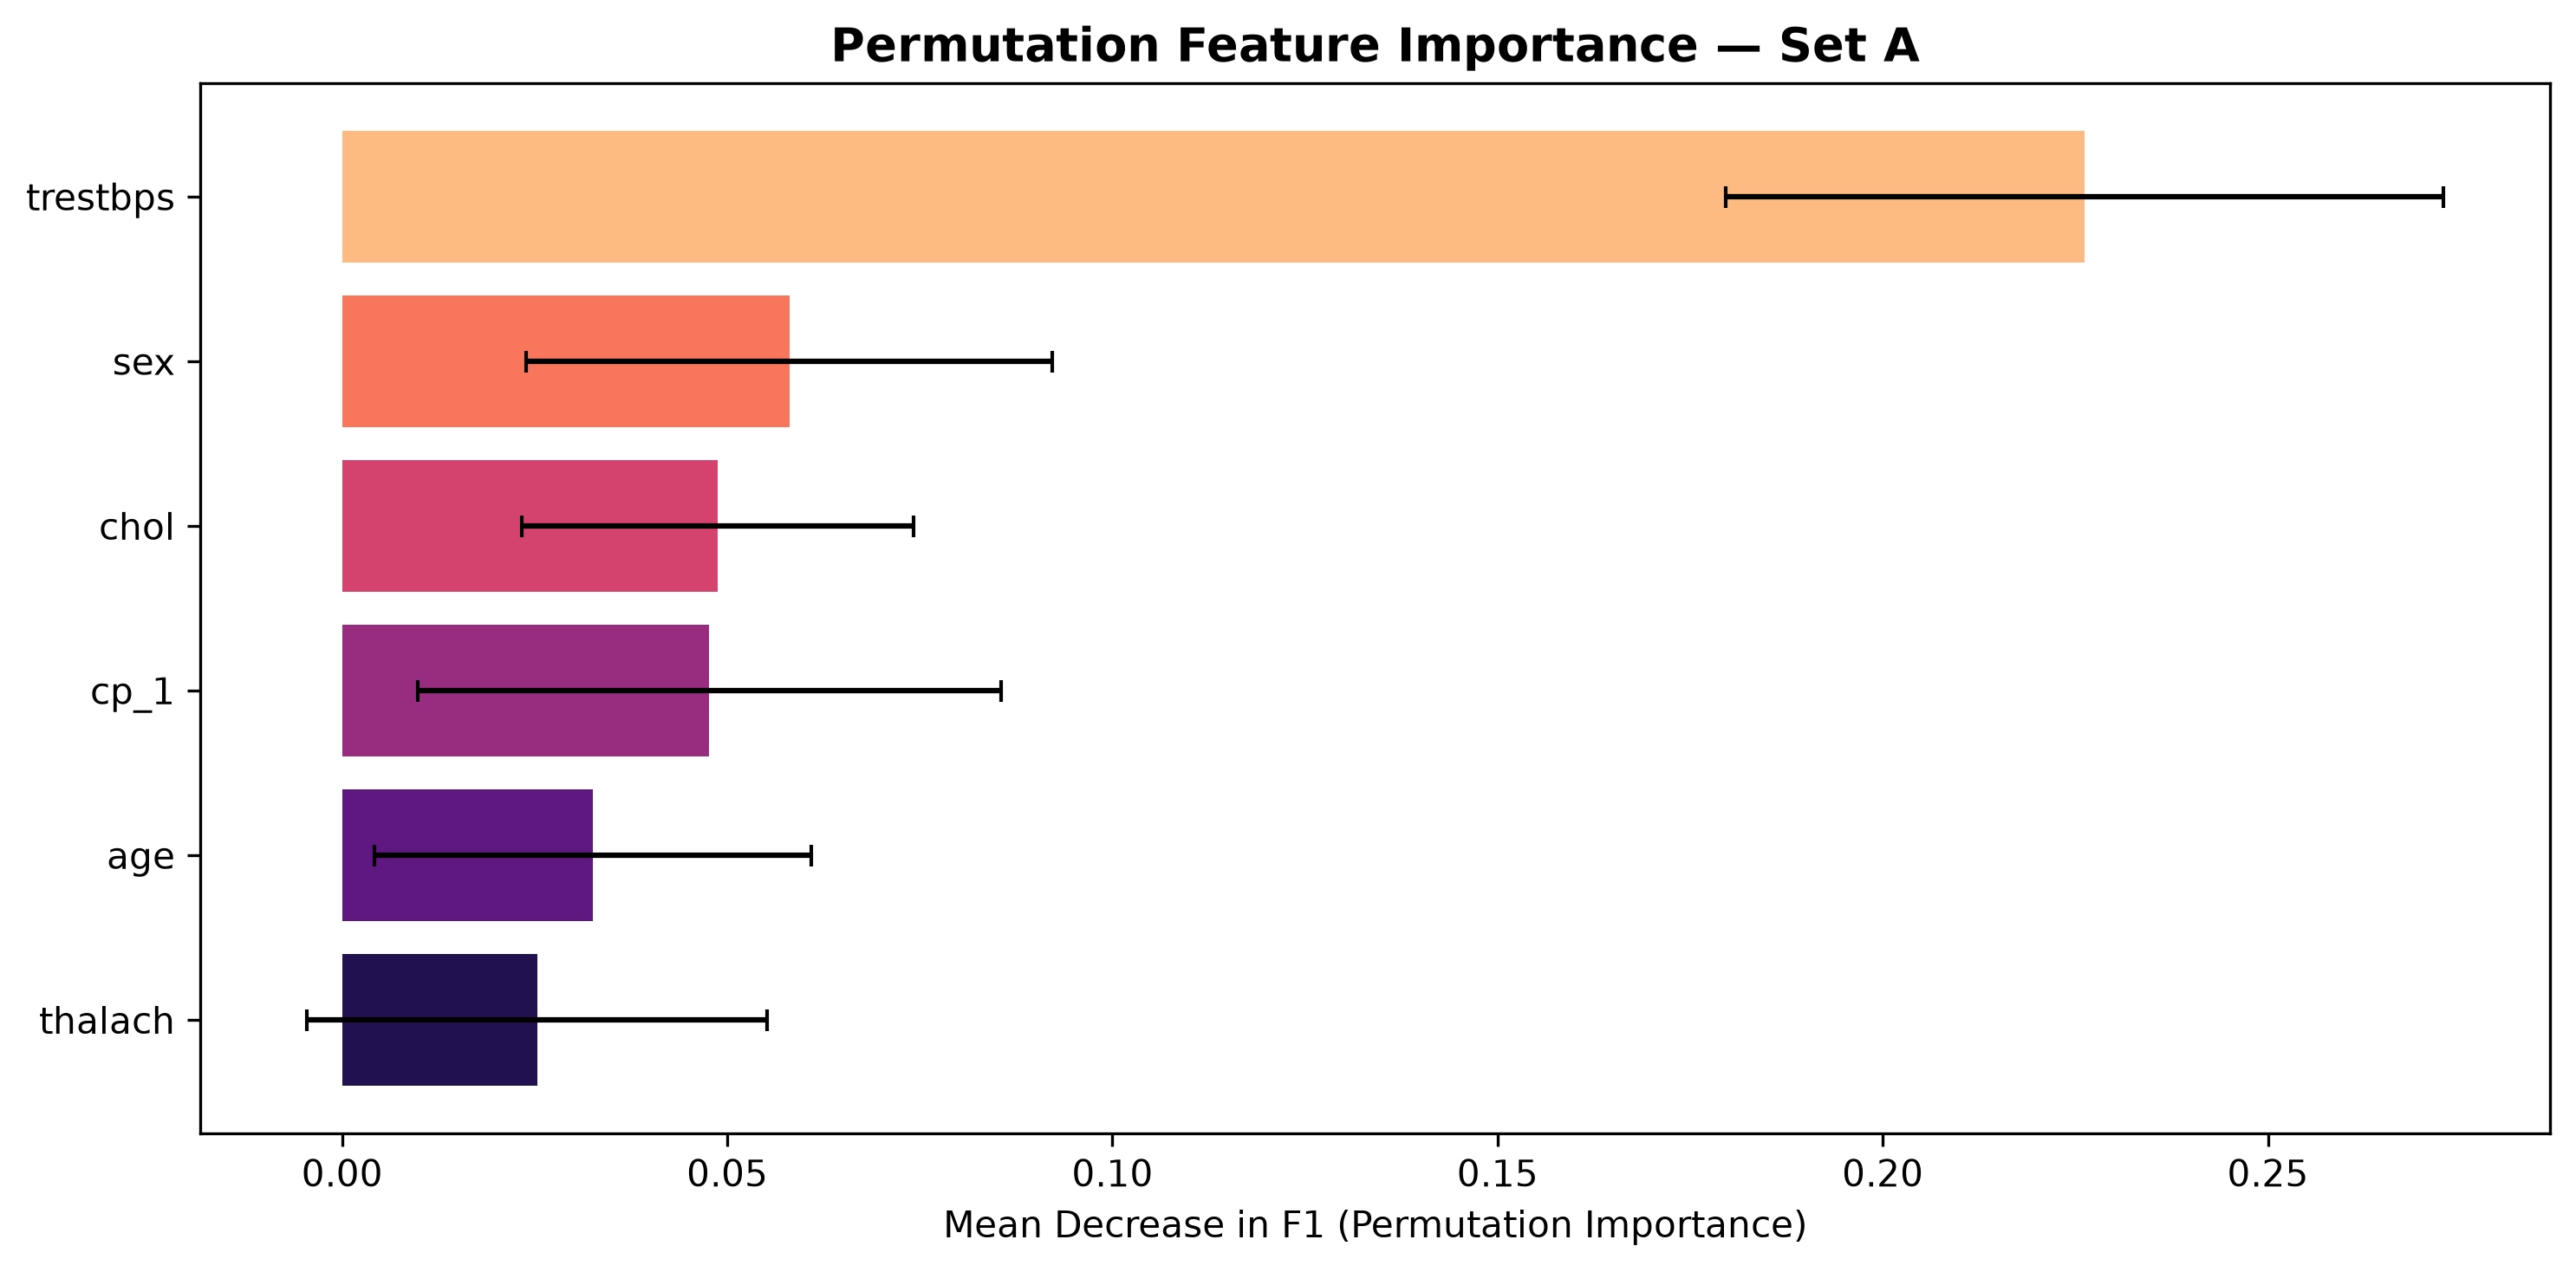 Permutation Feature Importance — Set A
trestbps
sex
chol
cp_1
age
thalach
0.00 0.05 0.10 0.15 0.20 0.25
Mean Decrease in F1 (Permutation Importance)